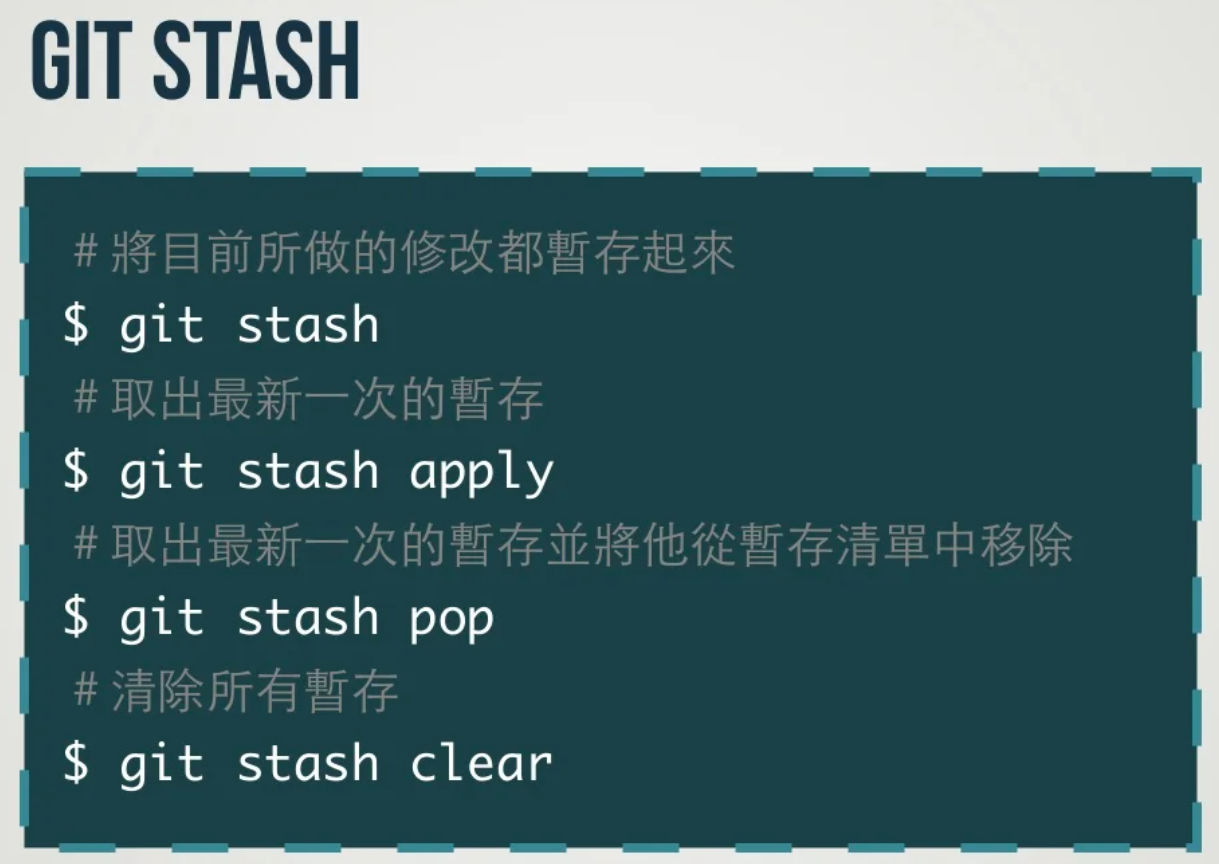 GIT STASH
# 將目前所做的修改都暫存起來
$ git stash
# 取出最新一次的暫存
$ git stash apply
# 取出最新一次的暫存並將他從暫存清單中移除
$ git stash pop
# 清除所有暫存
$ git stash clear